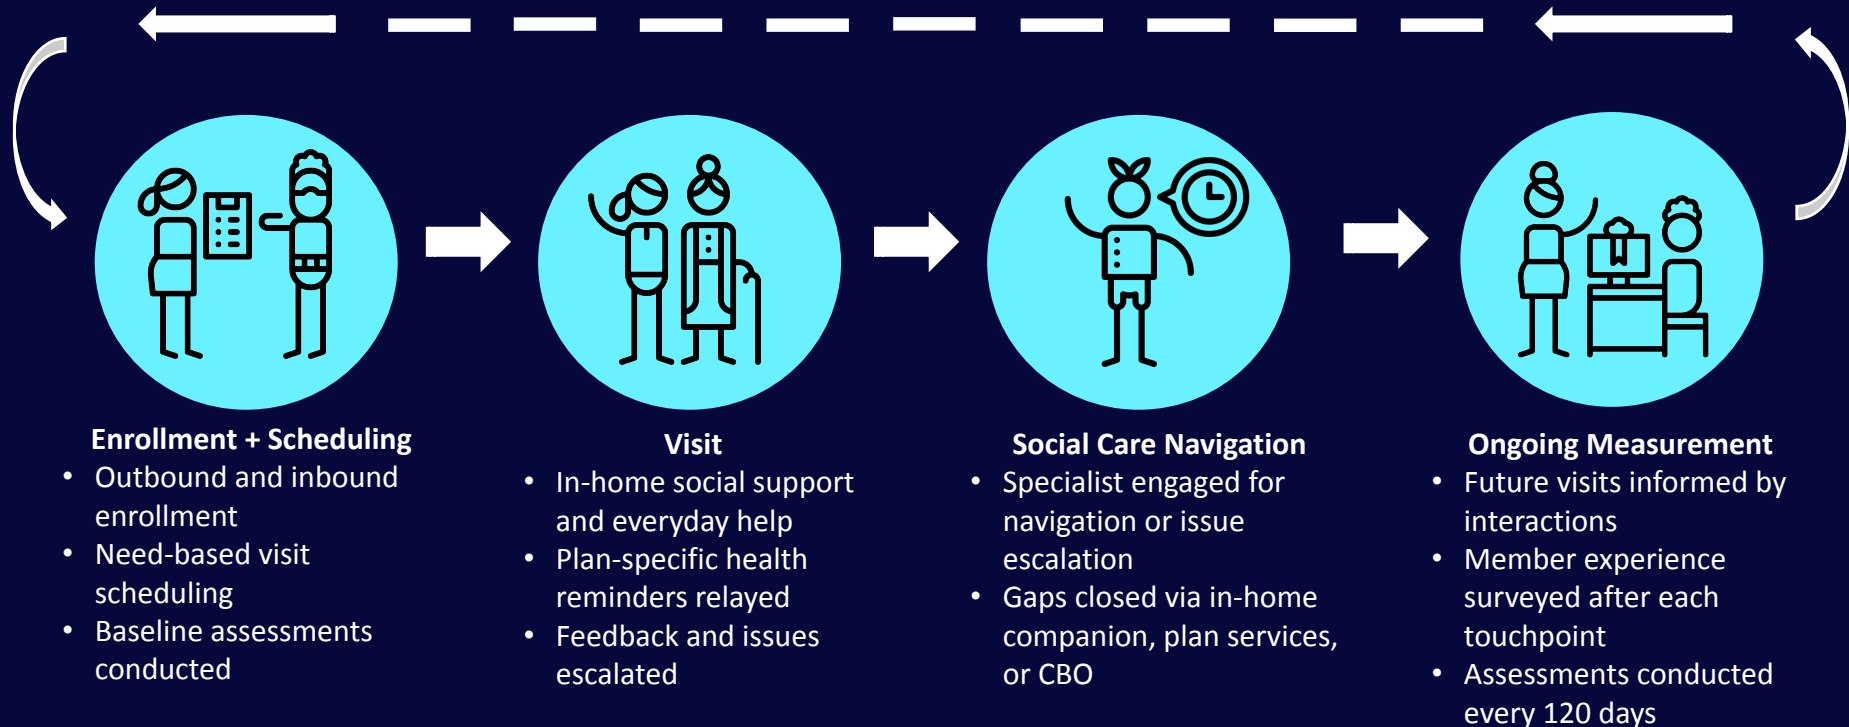 Enrollment + Scheduling
• Outbound and inbound
enrollment
• Need-based visit
scheduling
• Baseline assessments
conducted
Visit
• In-home social support
and everyday help
• Plan-specific health
reminders relayed
• Feedback and issues
escalated
Social Care Navigation
• Specialist engaged for
navigation or issue
escalation
• Gaps closed via in-home
companion, plan services,
or CBO
Ongoing Measurement
• Future visits informed by
interactions
• Member experience
surveyed after each
touchpoint
• Assessments conducted
every 120 days